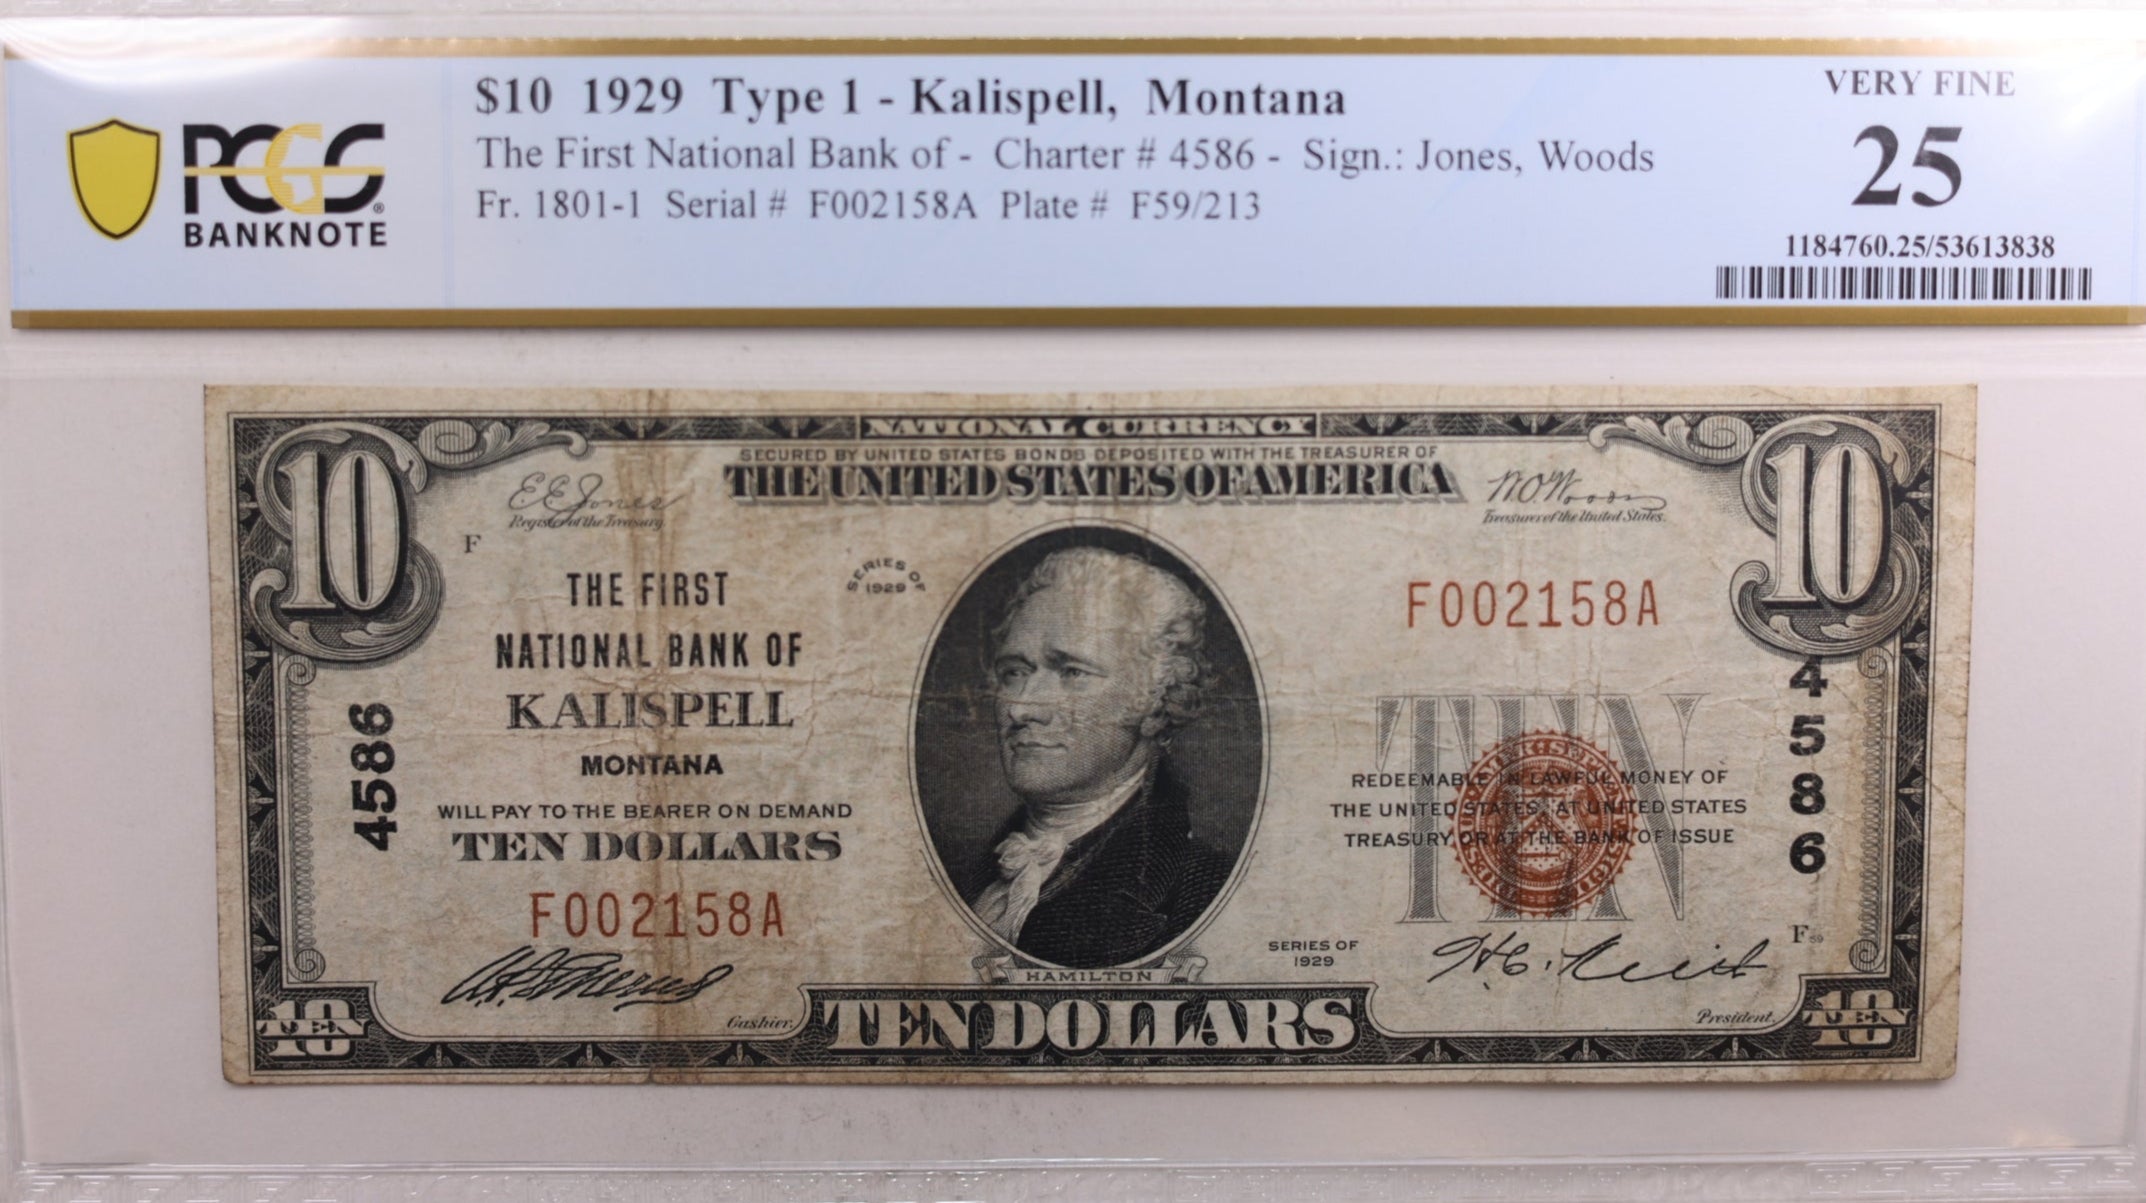 $10 1929 Type 1 - Kalispell, Montana
The First National Bank of - Charter # 4586 - Sign.: Jones, Woods
Fr. 1801-1 Serial # F002158A Plate # F59/213
VERY FINE
25
1184760.25/53613838
PCGS®
BANKNOTE
NATIONAL CURRENCY
SECURED BY UNITED STATES BONDS DEPOSITED WITH THE TREASURER OF
THE UNITED STATES OF AMERICA
10
10
E E Jones
Register of the Treasury.
W.O. Woods
Treasurer of the United States.
F
SERIES OF
1929
THE FIRST
NATIONAL BANK OF
KALISPELL
MONTANA
WILL PAY TO THE BEARER ON DEMAND
TEN DOLLARS
F002158A
4586
Cashier.
HAMILTON
F002158A
4586
TEN
REDEEMABLE IN LAWFUL MONEY OF
THE UNITED STATES AT UNITED STATES
TREASURY OR AT THE BANK OF ISSUE
F59
SERIES OF
1929
President.
TEN
10
TEN DOLLARS
TEN
10